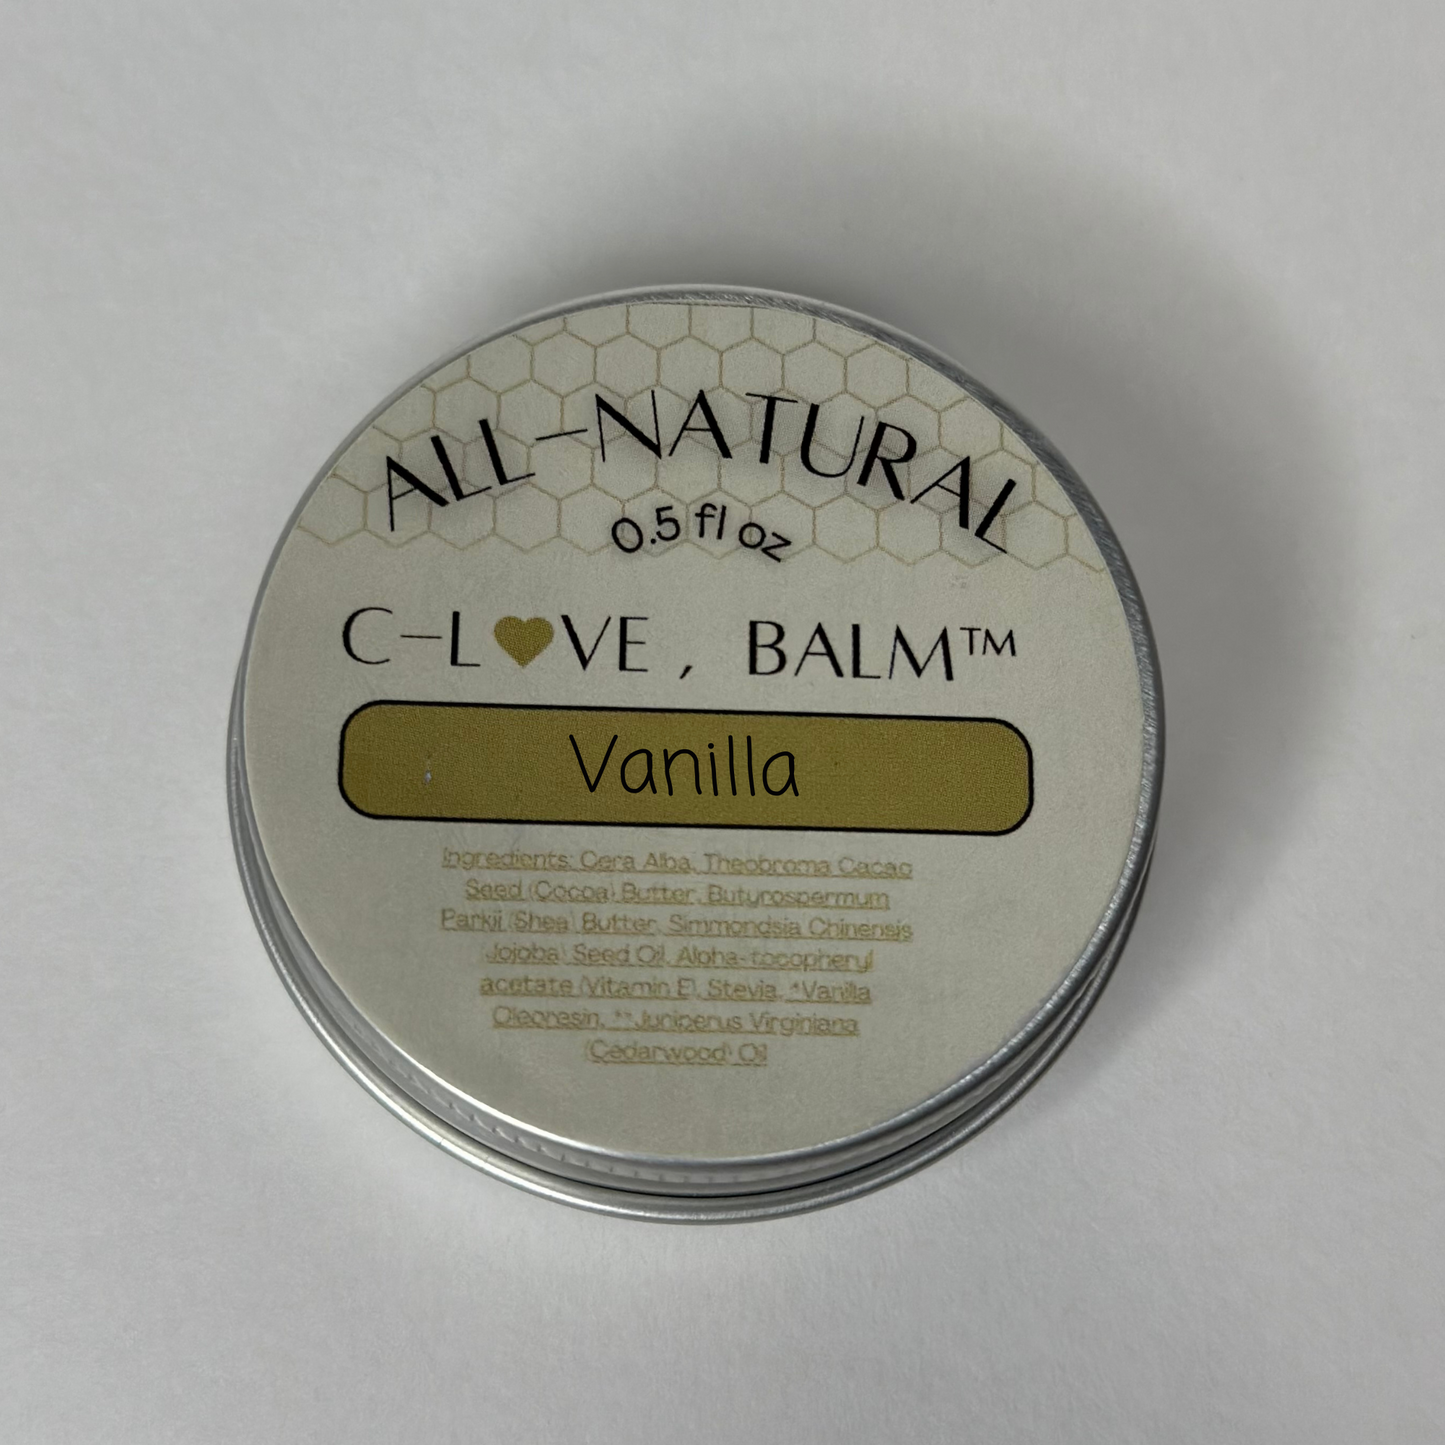 ALL-NATURAL
0.5 fl oz
C-L♥VE, BALM™
Vanilla
Ingredients: Cera Alba, Theobroma Cacao
Seed (Cocoa) Butter, Butyrospermum
Parkii (Shea) Butter, Simmondsia Chinensis
(Jojoba) Seed Oil, Alpha-tocopheryl
acetate (Vitamin E), Stevia, *Vanilla
Oleoresin, **Juniperus Virginiana
(Cedarwood) Oil